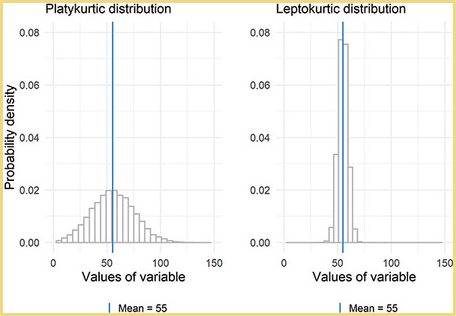 Platykurtic distribution
Leptokurtic distribution
Probability density
0.08
0.06
0.04
0.02
0.00
0 50 100 150
Values of variable
Mean = 55
0.08
0.06
0.04
0.02
0.00
0 50 100 150
Values of variable
Mean = 55